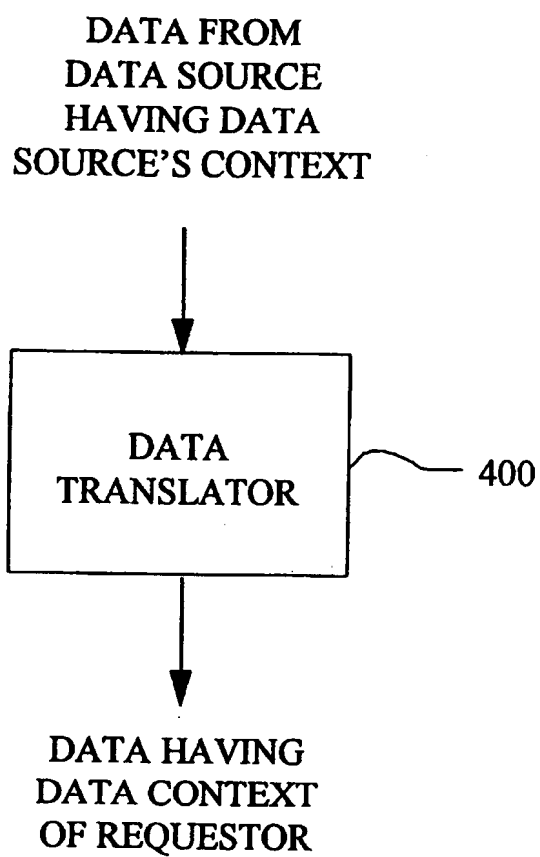 DATA FROM
DATA SOURCE
HAVING DATA
SOURCE'S CONTEXT
DATA
TRANSLATOR
400
DATA HAVING
DATA CONTEXT
OF REQUESTOR